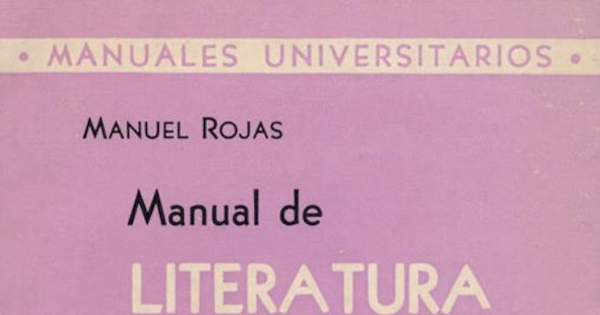 • MANUALES UNIVERSITARIOS •
MANUEL ROJAS
Manual de
LITERATURA